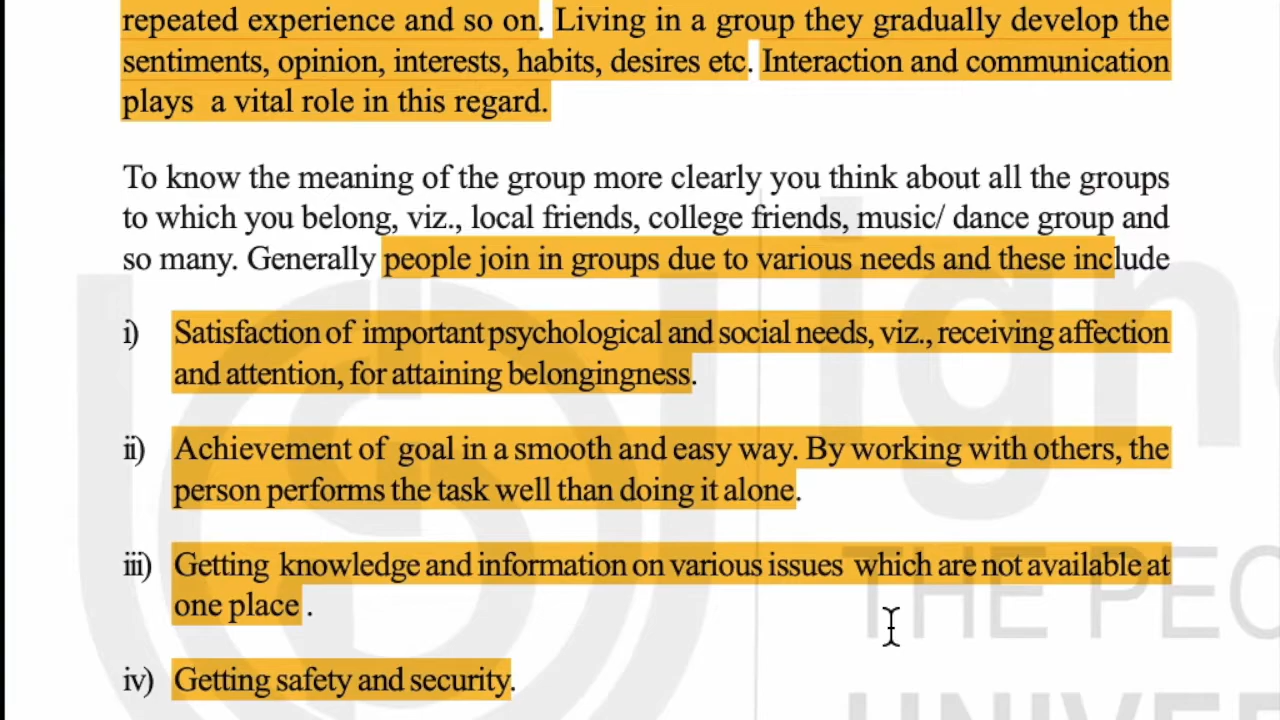 repeated experience and so on. Living in a group they gradually develop the
sentiments, opinion, interests, habits, desires etc. Interaction and communication
plays a vital role in this regard.
To know the meaning of the group more clearly you think about all the groups
to which you belong, viz., local friends, college friends, music/ dance group and
so many. Generally people join in groups due to various needs and these include
i) Satisfaction of important psychological and social needs, viz., receiving affection
and attention, for attaining belongingness.
ii) Achievement of goal in a smooth and easy way. By working with others, the
person performs the task well than doing it alone.
iii) Getting knowledge and information on various issues which are not available at
one place .
iv) Getting safety and security.
ign
THE PEO
UNIVER